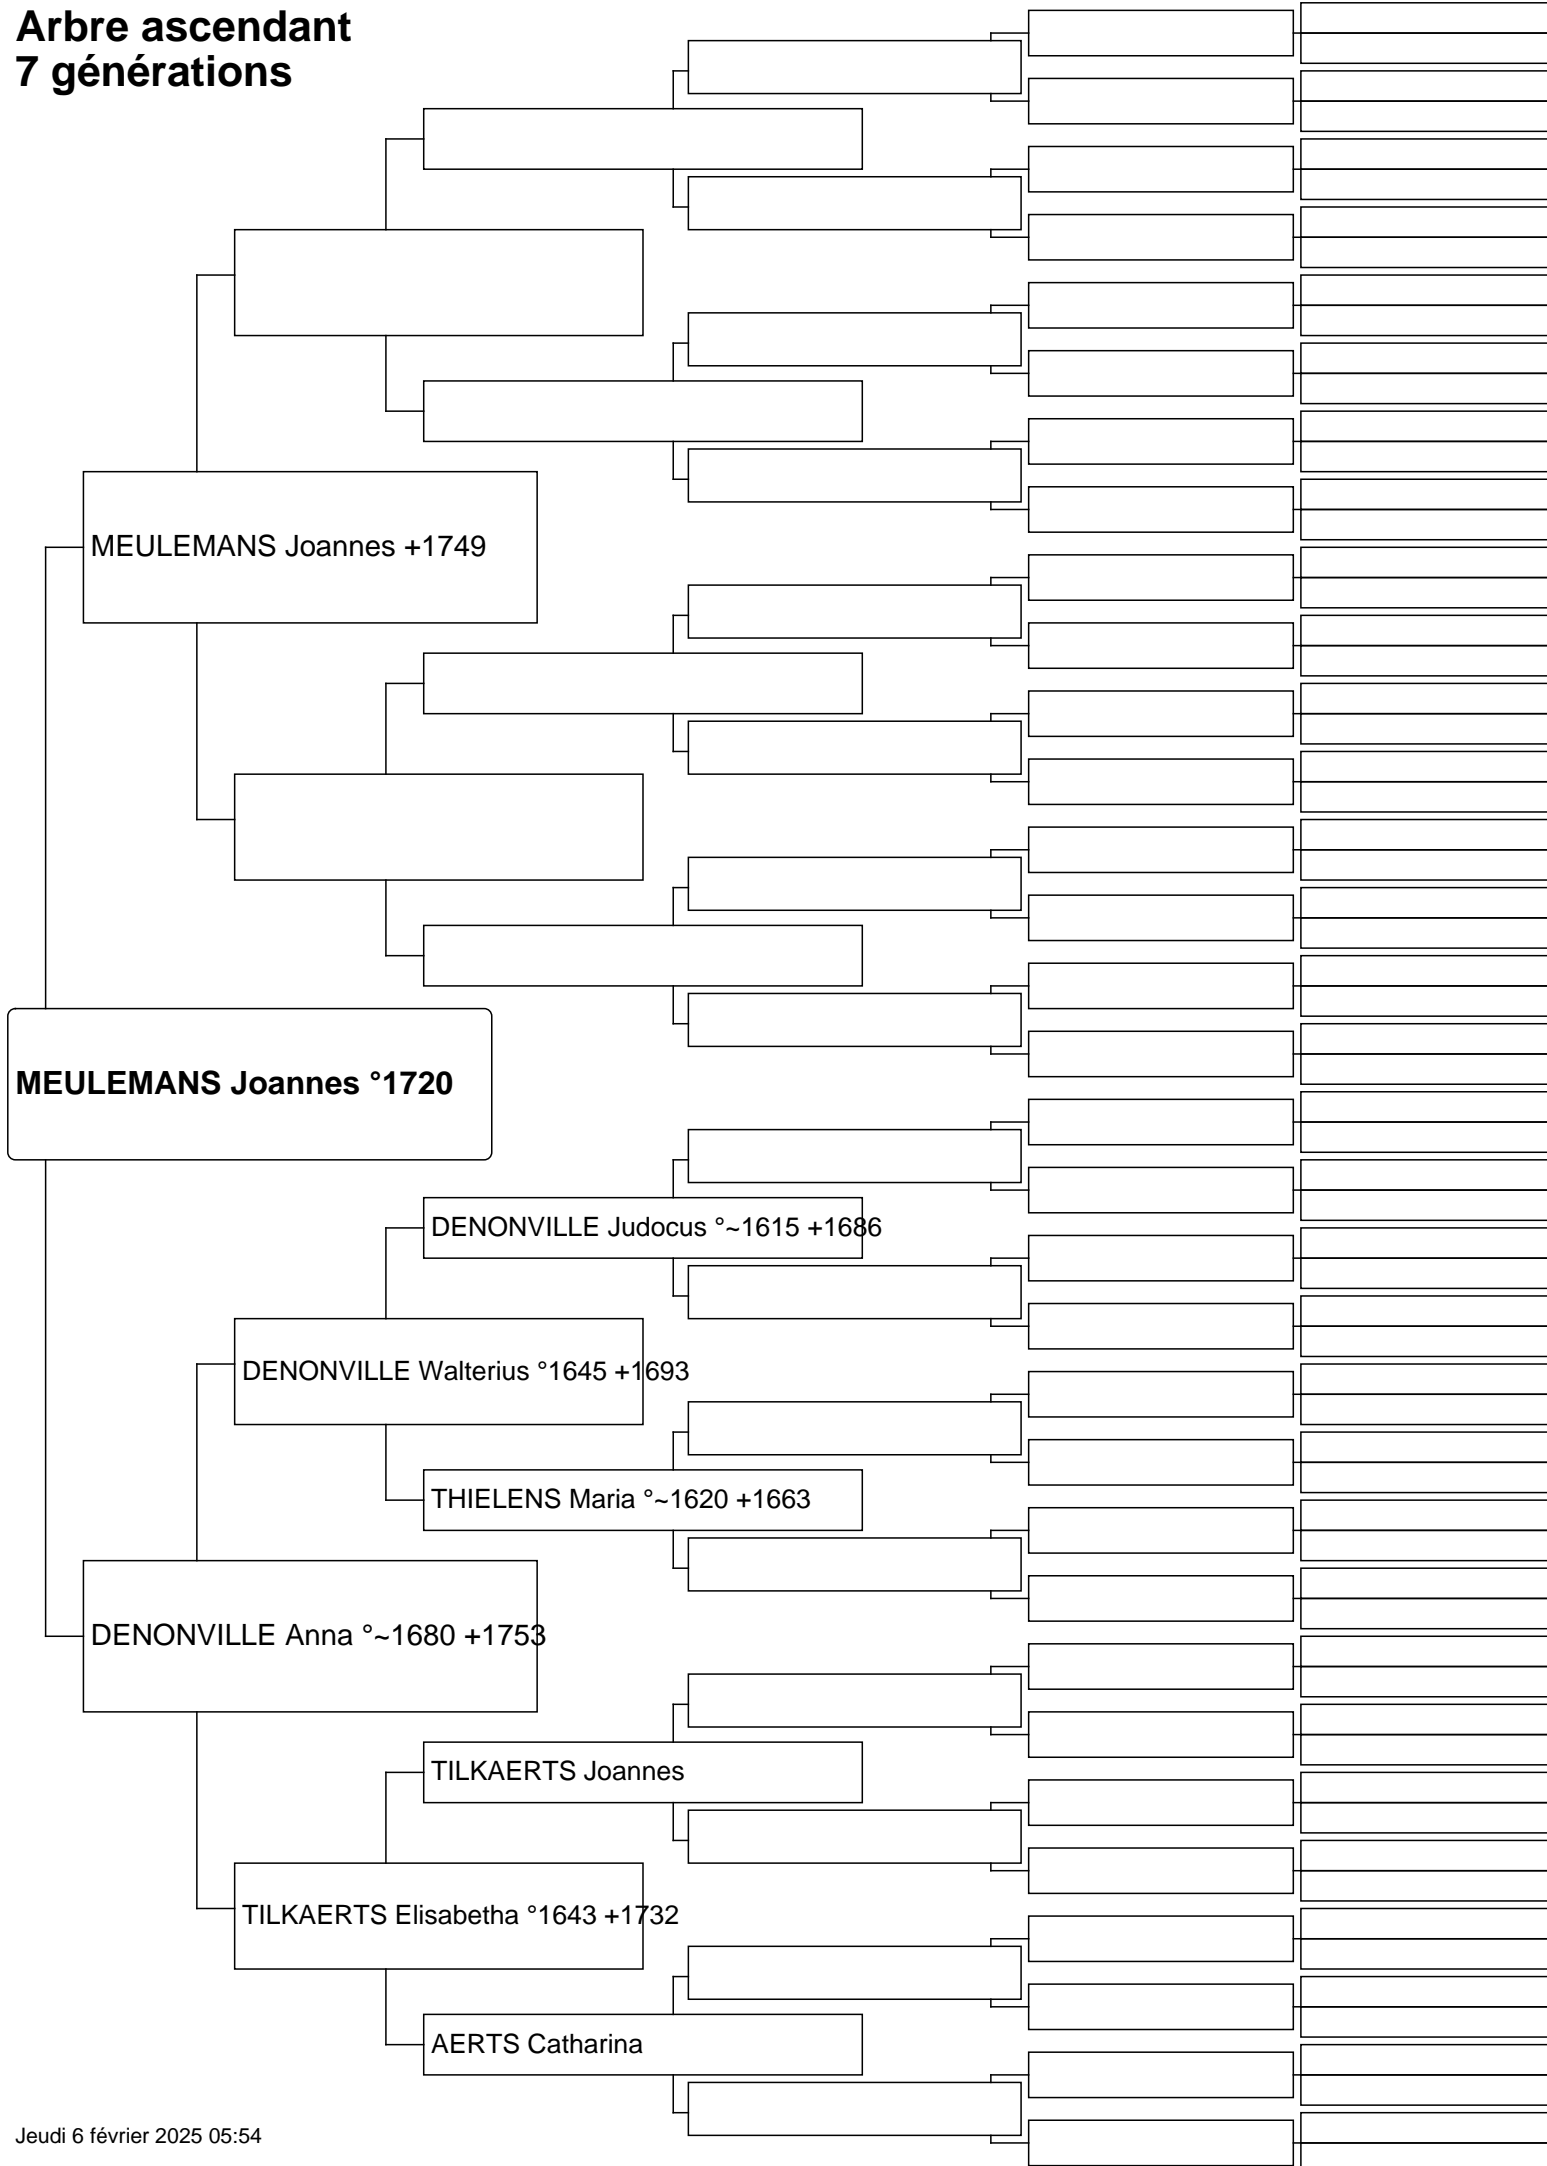 Arbre ascendant
7 générations
MEULEMANS Joannes +1749
MEULEMANS Joannes °1720
DENONVILLE Judocus °~1615 +1686
DENONVILLE Walterius °1645 +1693
THIELENS Maria °~1620 +1663
DENONVILLE Anna °~1680 +1753
TILKAERTS Joannes
TILKAERTS Elisabetha °1643 +1732
AERTS Catharina
Jeudi 6 février 2025 05:54